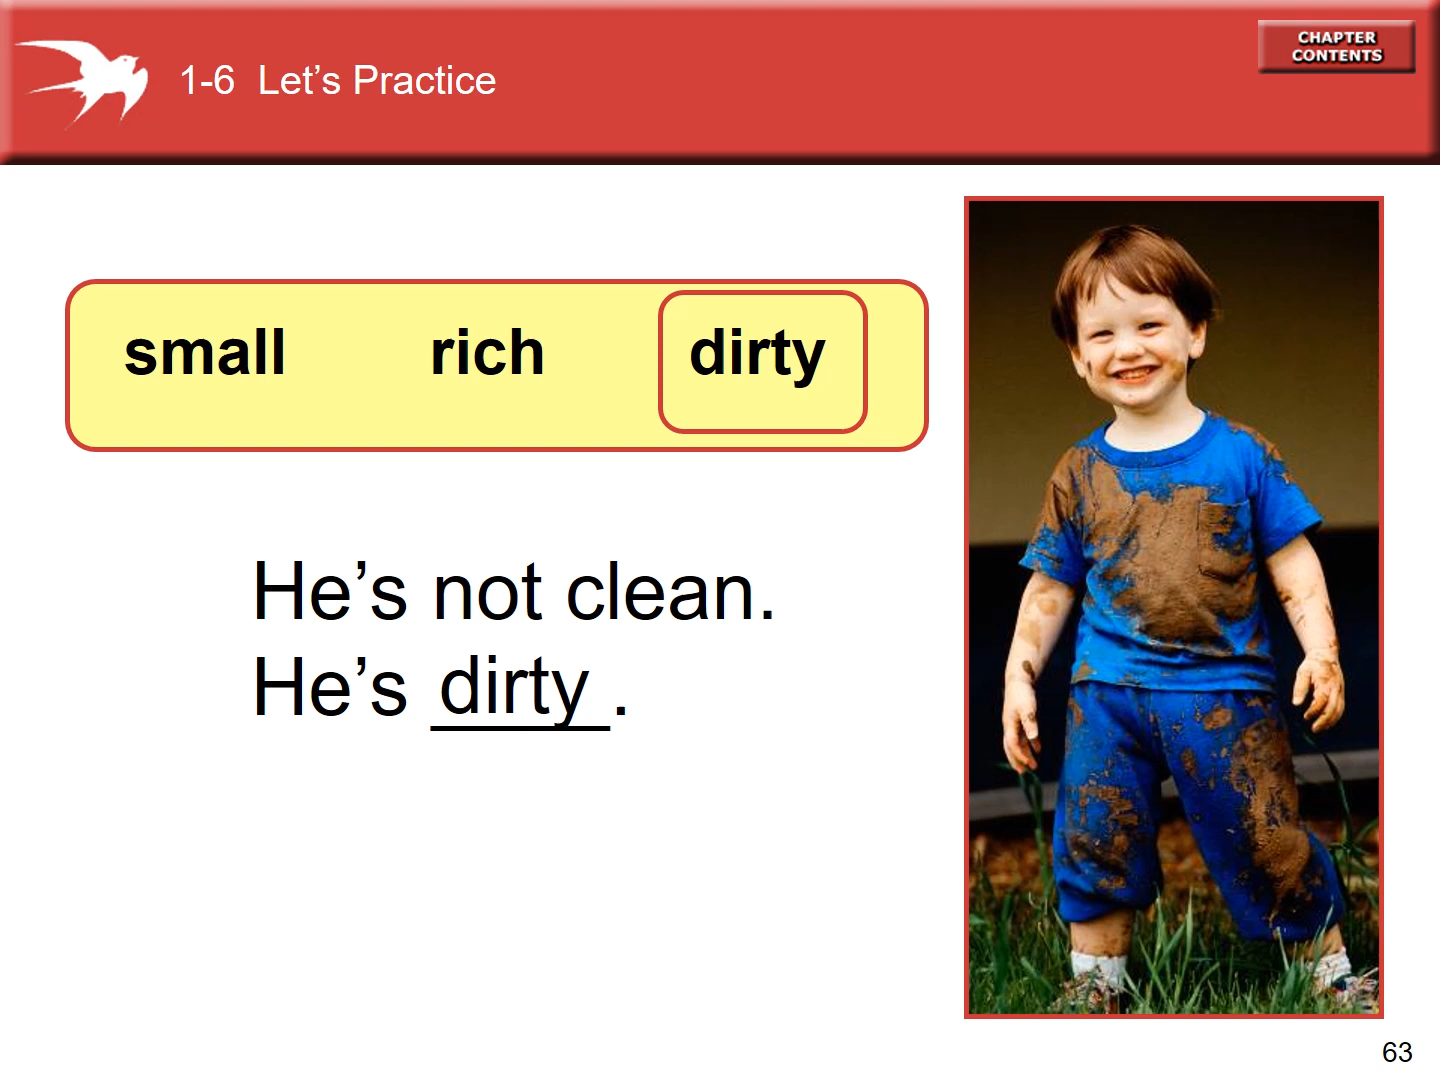 1-6 Let’s Practice
CHAPTER
CONTENTS
small rich dirty
He’s not clean.
He’s dirty.
63